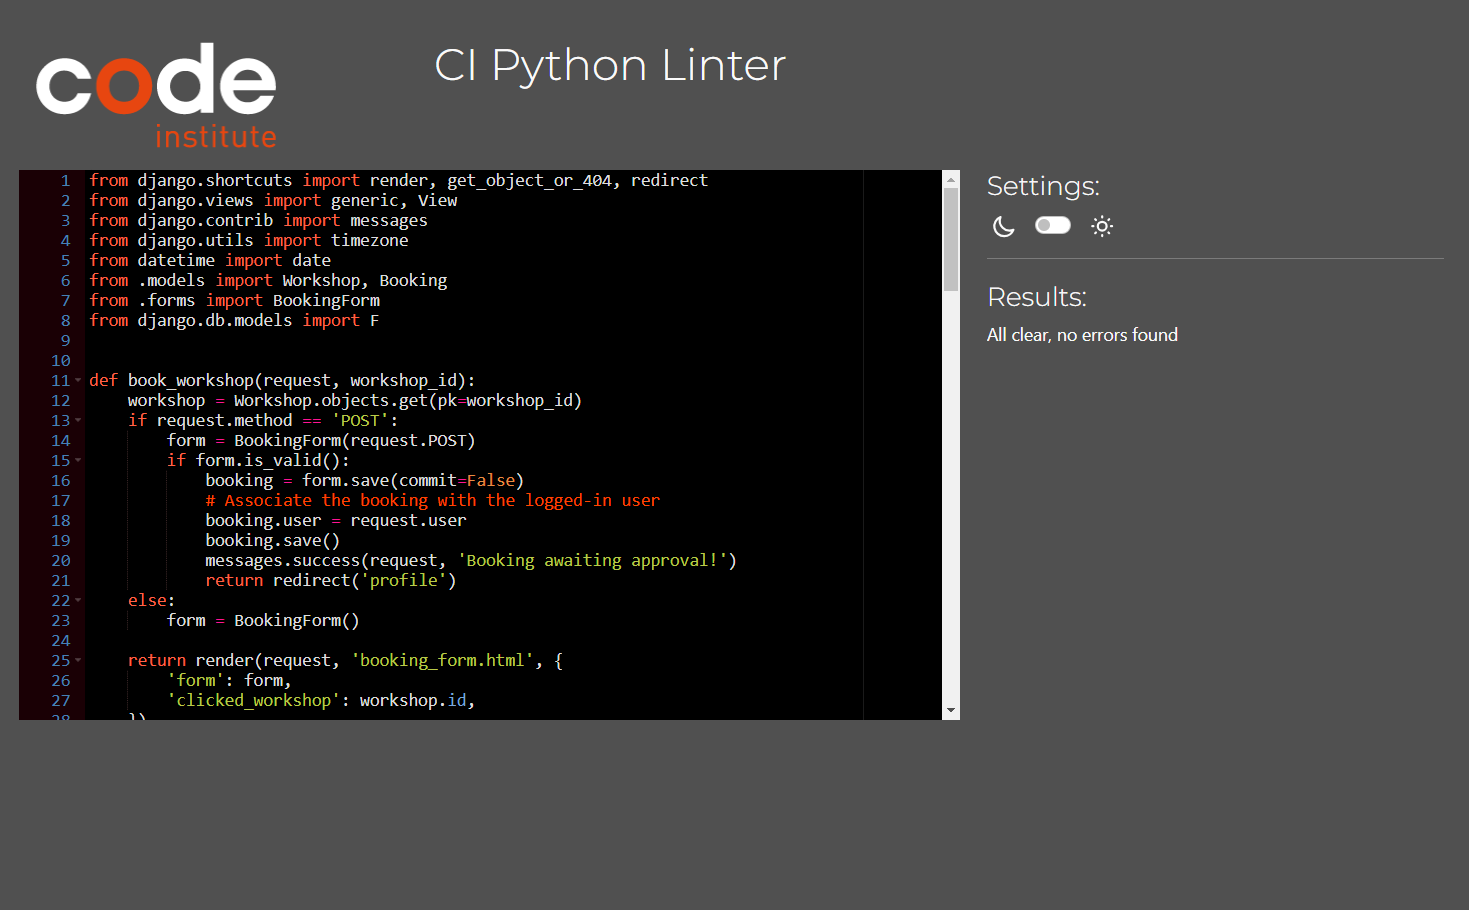 code
institute
CI Python Linter
1 from django.shortcuts import render, get_object_or_404, redirect
2 from django.views import generic, View
3 from django.contrib import messages
4 from django.utils import timezone
5 from datetime import date
6 from .models import Workshop, Booking
7 from .forms import BookingForm
8 from django.db.models import F
9
10
11 def book_workshop(request, workshop_id):
12     workshop = Workshop.objects.get(pk=workshop_id)
13     if request.method == 'POST':
14         form = BookingForm(request.POST)
15         if form.is_valid():
16             booking = form.save(commit=False)
17             # Associate the booking with the logged-in user
18             booking.user = request.user
19             booking.save()
20             messages.success(request, 'Booking awaiting approval!')
21             return redirect('profile')
22     else:
23         form = BookingForm()
24
25     return render(request, 'booking_form.html', {
26         'form': form,
27         'clicked_workshop': workshop.id,
28     })
Settings:
Results:
All clear, no errors found